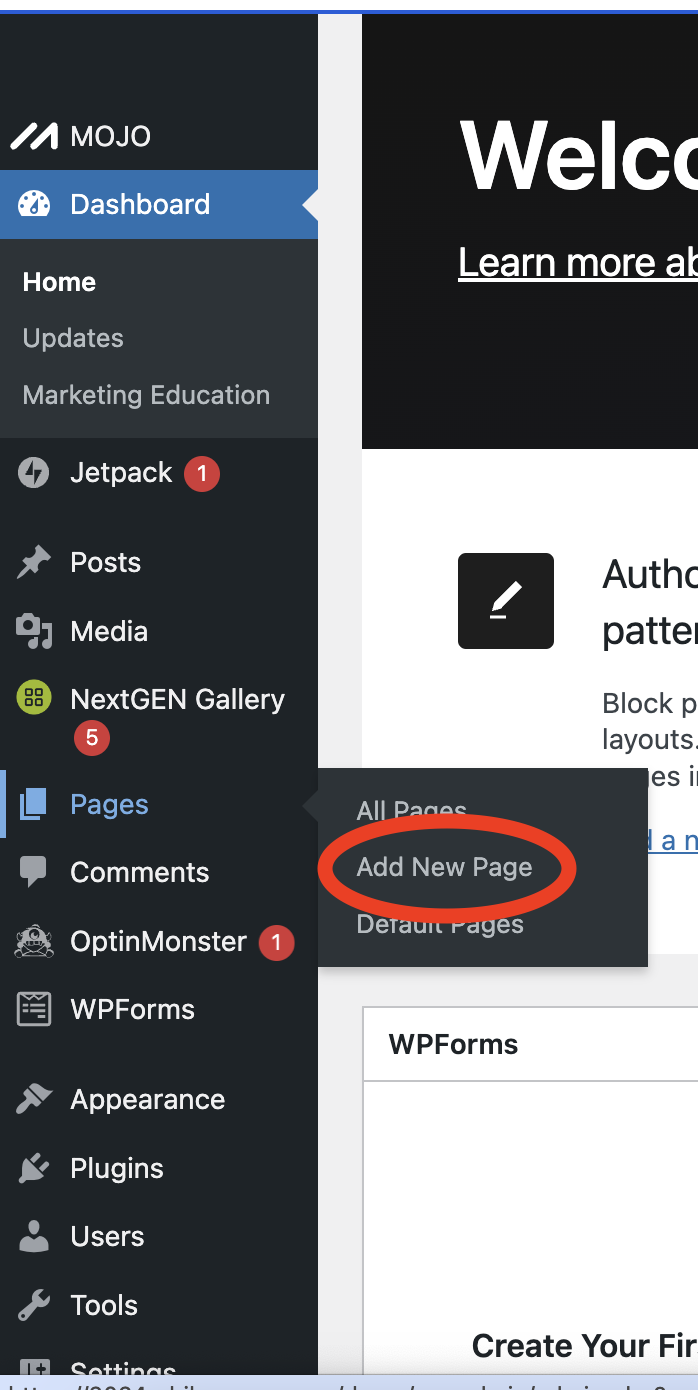 MOJO
Dashboard
Home
Updates
Marketing Education
Jetpack 1
Posts
Media
NextGEN Gallery
5
Pages
Comments
OptinMonster 1
WPForms
Appearance
Plugins
Users
Tools
Settings
All Pages
Add New Page
Default Pages
Welco
Learn more ab
Autho
patter
Block p
layouts.
es i
d a n
WPForms
Create Your Fir